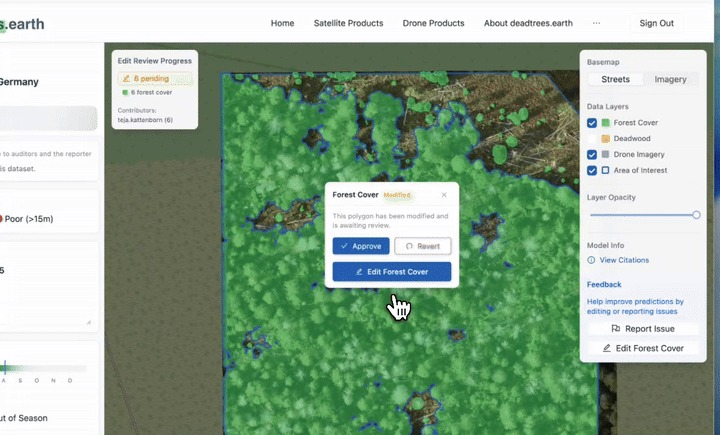 s.earth
Home
Satellite Products
Drone Products
About deadtrees.earth
···
Sign Out
Germany
e to auditors and the reporter
is dataset.
Poor (>15m)
5
A S O N D
ut of Season
Edit Review Progress
6 pending
6 forest cover
Contributors:
teja.kattenborn (6)
Forest Cover Modified
This polygon has been modified and
is awaiting review.
Approve
Revert
Edit Forest Cover
Basemap
Streets
Imagery
Data Layers
Forest Cover
Deadwood
Drone Imagery
Area of Interest
Layer Opacity
Model Info
View Citations
Feedback
Help improve predictions by
editing or reporting issues
Report Issue
Edit Forest Cover